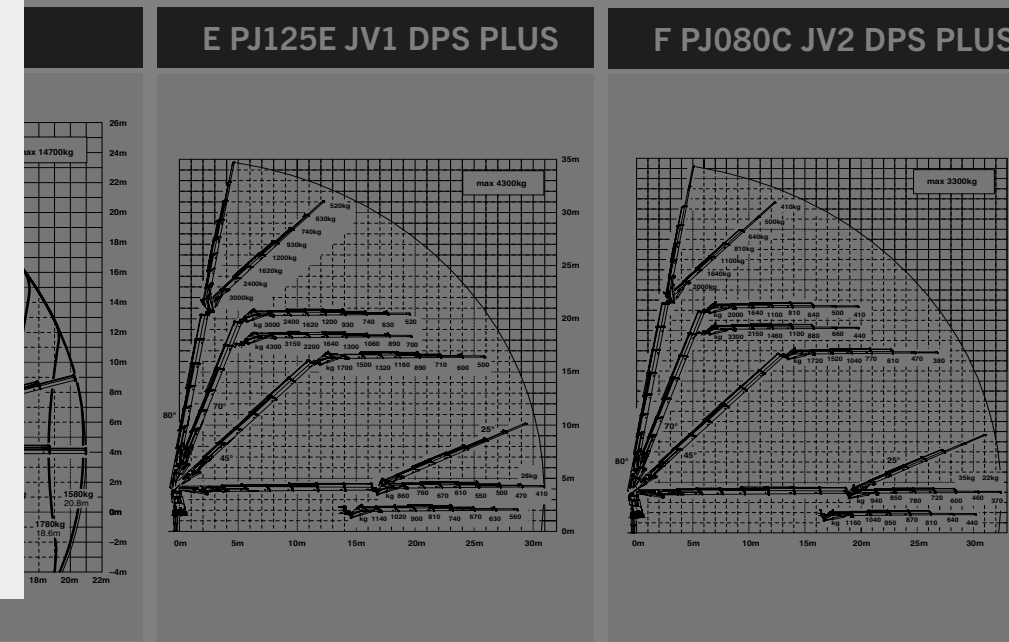 E PJ125E JV1 DPS PLUS
F PJ080C JV2 DPS PLUS
26m
max 14700kg
24m
22m
20m
18m
16m
14m
12m
10m
8m
6m
4m
2m
0m
–2m
–4m
1580kg
20.8m
1780kg
18.6m
18m 20m 22m
35m
max 4300kg
30m
25m
20m
15m
10m
5m
0m
520kg
630kg
740kg
930kg
1200kg
1620kg
2400kg
3000kg
kg 3000 2400 1620 1200 930 740 630 520
kg 4300 3150 2200 1640 1300 1060 890 700
kg 1700 1500 1320 1160 890 710 600 500
80°
70°
45°
25°
28kg
kg 860 760 670 610 550 500 470 410
kg 1140 1020 900 810 740 670 630 560
0m 5m 10m 15m 20m 25m 30m
max 3300kg
410kg
500kg
640kg
810kg
1100kg
1640kg
2000kg
kg 2000 1640 1100 810 640 500 410
kg 3300 2150 1460 1100 880 660 440
kg 1720 1520 1040 770 610 470 380
70°
45°
80°
25°
35kg 22kg
kg 940 850 780 720 600 460 370
kg 1160 1040 950 870 810 640 440
0m 5m 10m 15m 20m 25m 30m